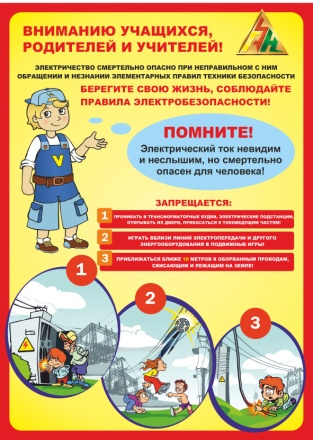 ВНИМАНИЮ УЧАЩИХСЯ,
РОДИТЕЛЕЙ И УЧИТЕЛЕЙ!
ЭЛЕКТРИЧЕСТВО СМЕРТЕЛЬНО ОПАСНО ПРИ НЕПРАВИЛЬНОМ С НИМ
ОБРАЩЕНИИ И НЕЗНАНИИ ЭЛЕМЕНТАРНЫХ ПРАВИЛ ТЕХНИКИ БЕЗОПАСНОСТИ
БЕРЕГИТЕ СВОЮ ЖИЗНЬ, СОБЛЮДАЙТЕ
ПРАВИЛА ЭЛЕКТРОБЕЗОПАСНОСТИ!
ПОМНИТЕ!
Электрический ток невидим
и неслышим, но смертельно
опасен для человека!
V
ЗАПРЕЩАЕТСЯ:
1 ПРОНИКАТЬ В ТРАНСФОРМАТОРНЫЕ БУДКИ, ЭЛЕКТРИЧЕСКИЕ ПОДСТАНЦИИ,
ОТКРЫВАТЬ ИХ ДВЕРИ, ПРИКАСАТЬСЯ К ТОКОВЕДУЩИМ ЧАСТЯМ!
2 ИГРАТЬ ВБЛИЗИ ЛИНИЙ ЭЛЕКТРОПЕРЕДАЧИ И ДРУГОГО
ЭНЕРГООБОРУДОВАНИЯ В ПОДВИЖНЫЕ ИГРЫ!
3 ПРИБЛИЖАТЬСЯ БЛИЖЕ 10 МЕТРОВ К ОБОРВАННЫМ ПРОВОДАМ,
СВИСАЮЩИМ И ЛЕЖАЩИМ НА ЗЕМЛЕ!
1
2
3